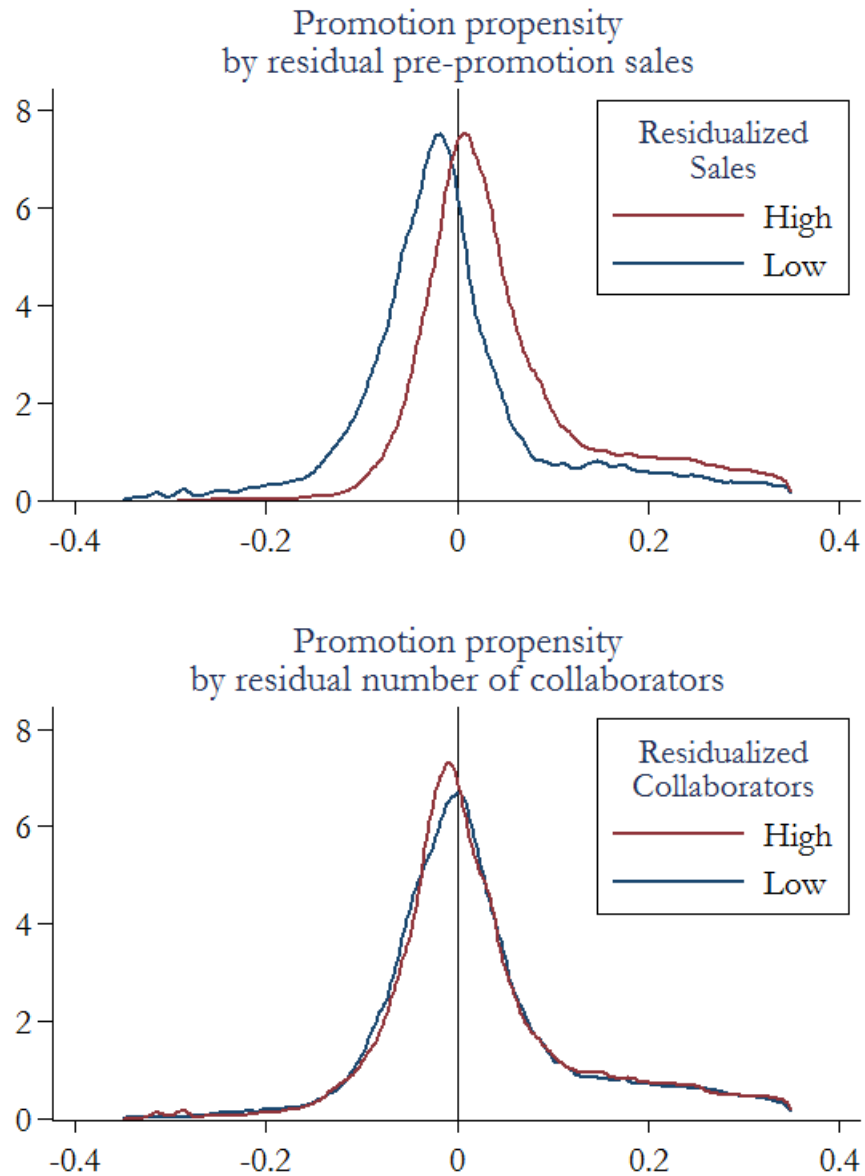 Promotion propensity
by residual pre-promotion sales
8
6
4
2
0
-0.4 -0.2 0 0.2 0.4
Residualized
Sales
High
Low
Promotion propensity
by residual number of collaborators
8
6
4
2
0
-0.4 -0.2 0 0.2 0.4
Residualized
Collaborators
High
Low